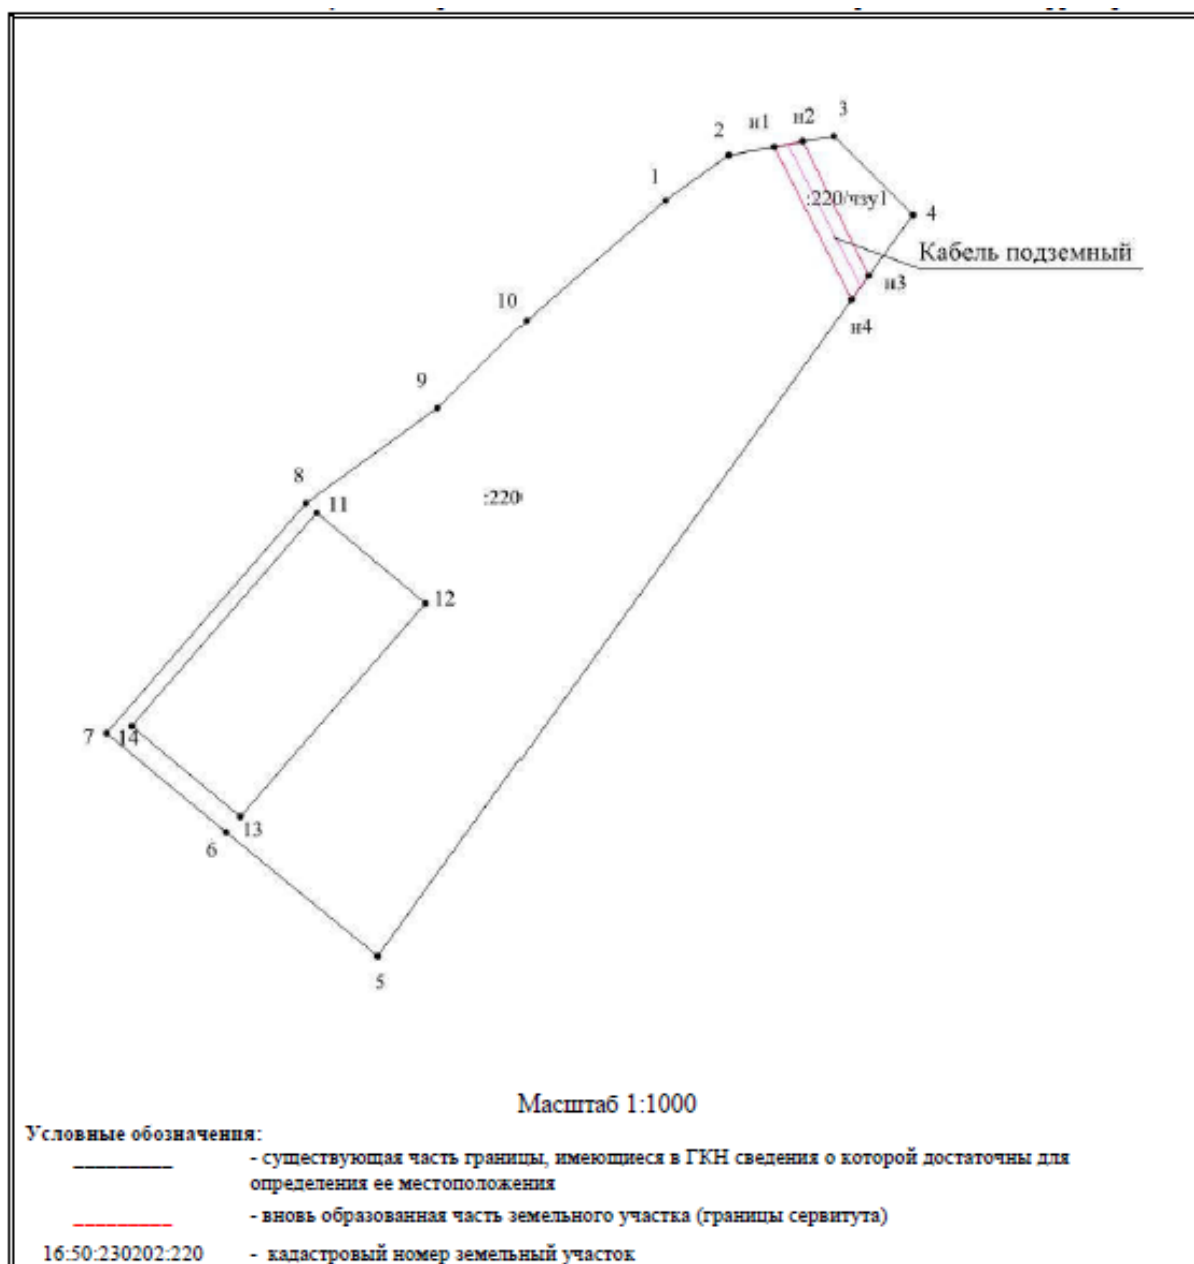 3
н2
н1
2
1
:220/чзу1
4
Кабель подземный
н3
10
н4
9
8
:220
11
12
7
14
13
6
5
Масштаб 1:1000
Условные обозначения:
- существующая часть границы, имеющиеся в ГКН сведения о которой достаточны для
определения ее местоположения
- вновь образованная часть земельного участка (границы сервитута)
16:50:230202:220 - кадастровый номер земельный участок